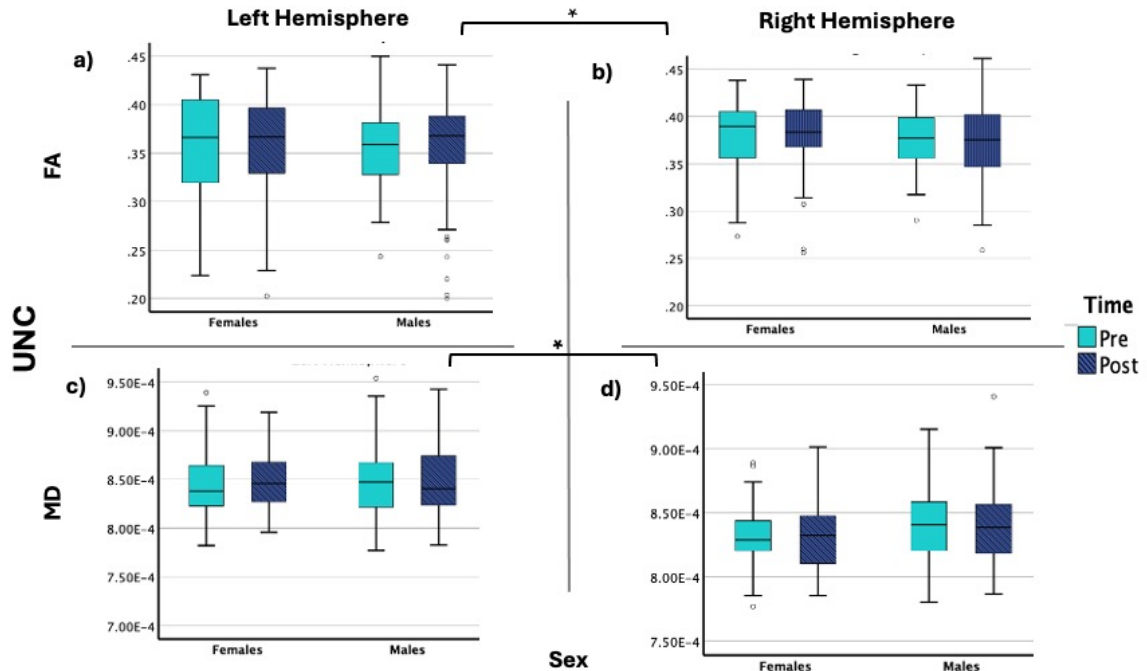 Left Hemisphere
*
Right Hemisphere
UNC
FA
a)
.45
.40
.35
.30
.25
.20
Females
Males
b)
.45
.40
.35
.30
.25
.20
Females
Males
Time
Pre
Post
*
MD
c)
9.50E-4
9.00E-4
8.50E-4
8.00E-4
7.50E-4
7.00E-4
Females
Males
d)
9.50E-4
9.00E-4
8.50E-4
8.00E-4
7.50E-4
Females
Males
Sex